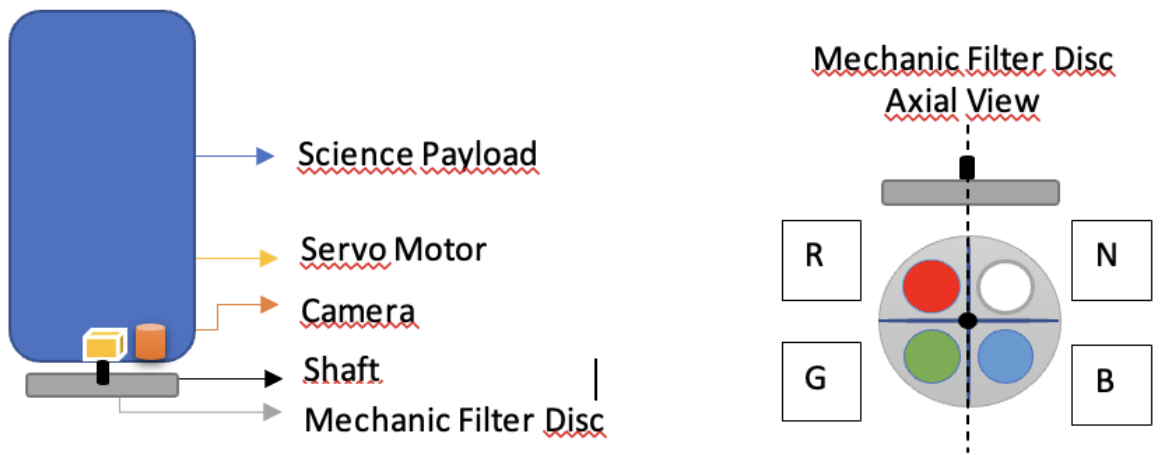 Science Payload
Servo Motor
Camera
Shaft
Mechanic Filter Disc
Mechanic Filter Disc
Axial View
R
N
G
B